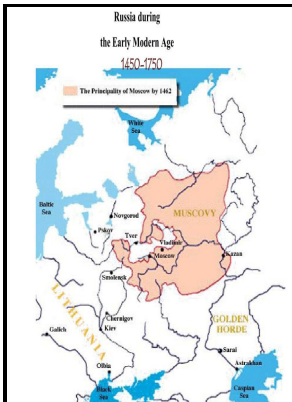 Russia during
the Early Modern Age
1450-1750
The Principality of Moscow by 1462
White
Sea
Baltic
Sea
Novgorod
MUSCOVY
Pskov
Tver
Vladimir
Moscow
Kazan
Smolensk
LITHUANIA
Chernigov
GOLDEN
HORDE
Galich
Kiev
Sarai
Olbia
Astrakhan
Black
Sea
Caspian
Sea